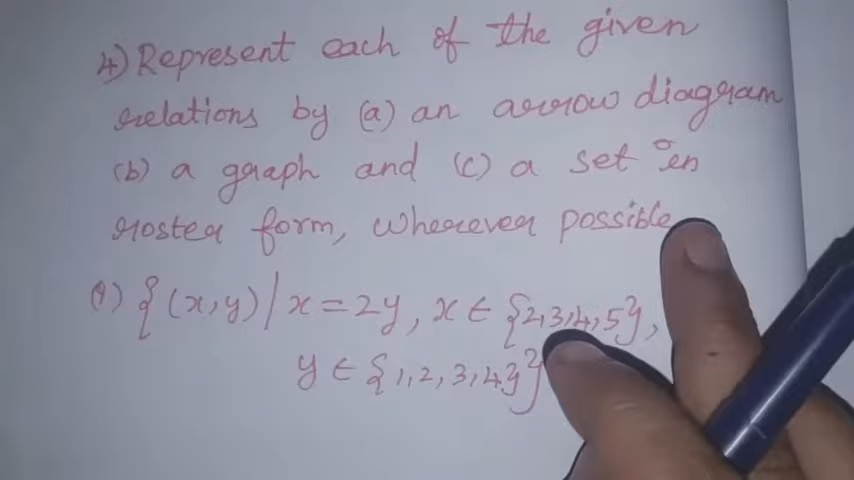 4) Represent each of the given
relations by (a) an arrow diagram
(b) a graph and (c) a set in
roster form, wherever possible
(i) {(x,y) / x = 2y, x ∈ {2,3,4,5},
y ∈ {1,2,3,4}}